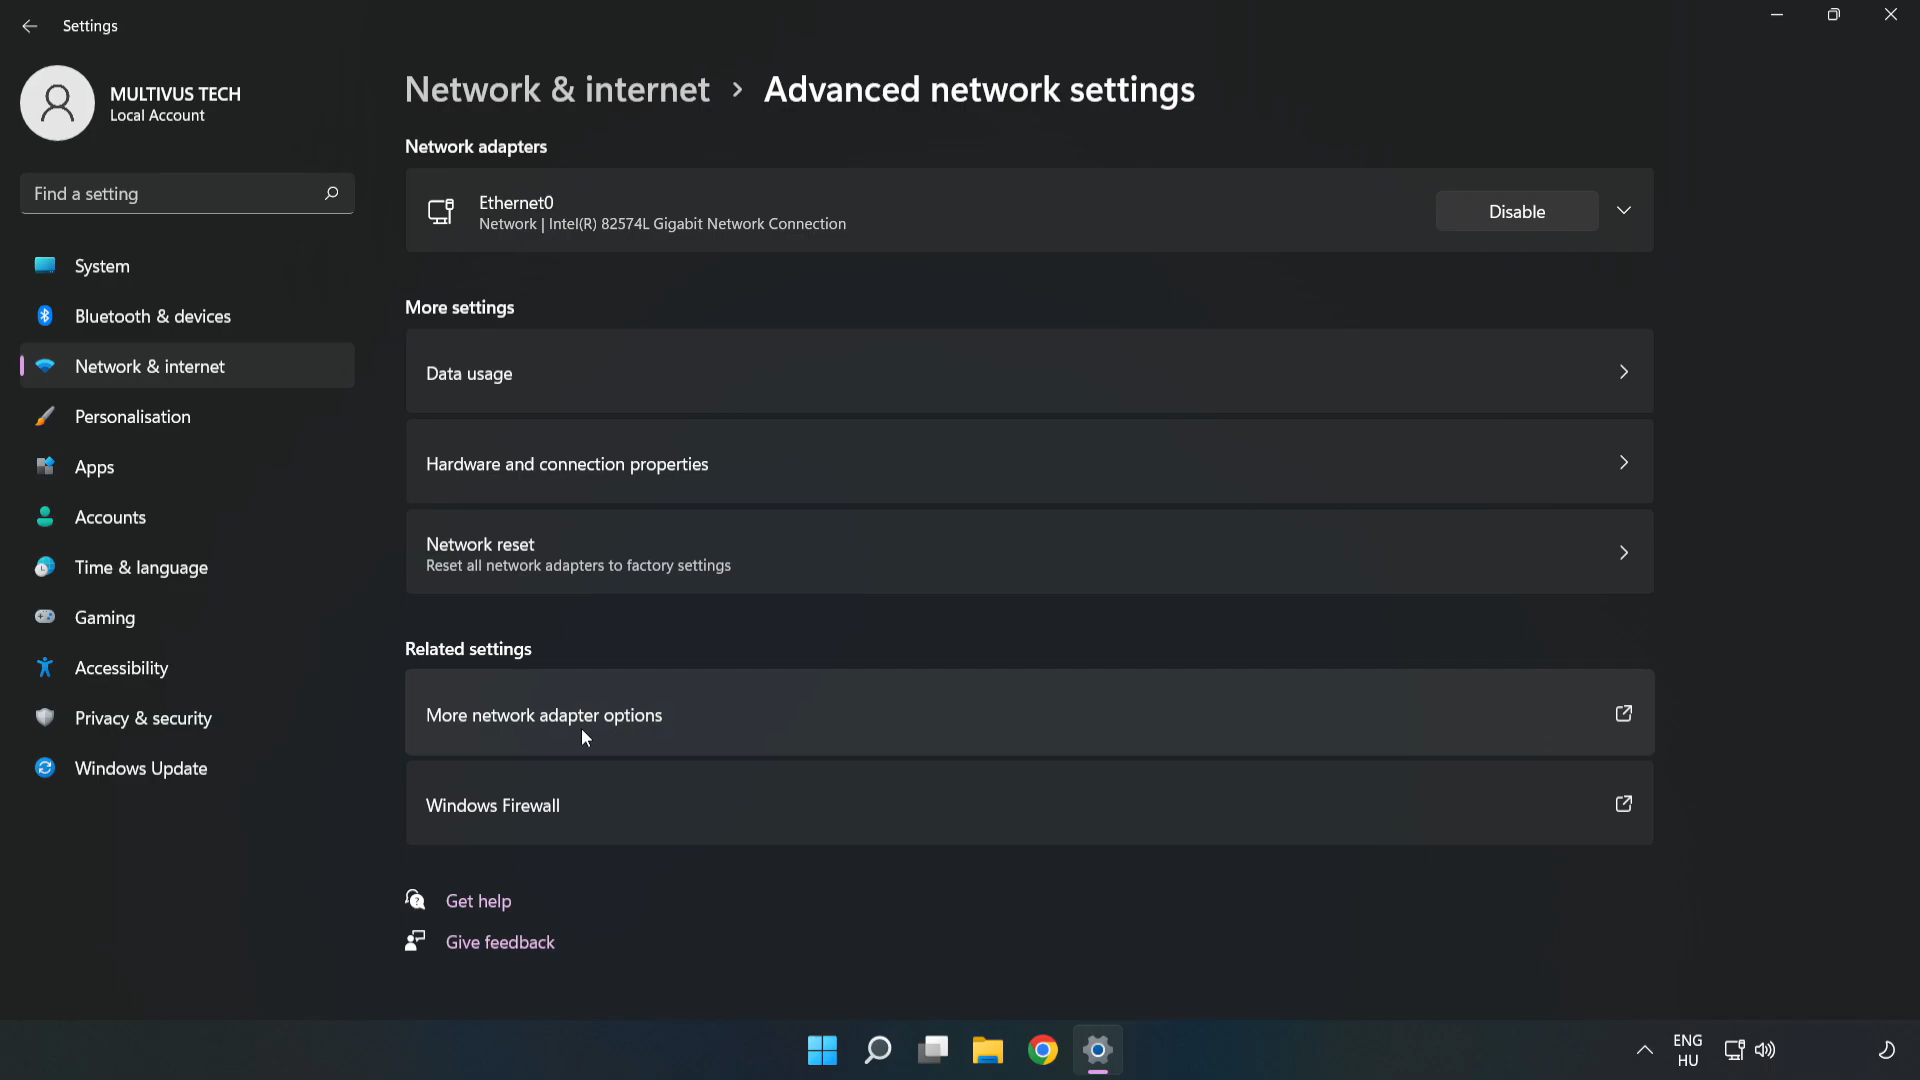 Settings
MULTIVUS TECH
Local Account
Find a setting
System
Bluetooth & devices
Network & internet
Personalisation
Apps
Accounts
Time & language
Gaming
Accessibility
Privacy & security
Windows Update
Network & internet › Advanced network settings
Network adapters
Ethernet0
Network | Intel(R) 82574L Gigabit Network Connection
Disable
More settings
Data usage
Hardware and connection properties
Network reset
Reset all network adapters to factory settings
Related settings
More network adapter options
Windows Firewall
Get help
Give feedback
ENG
HU